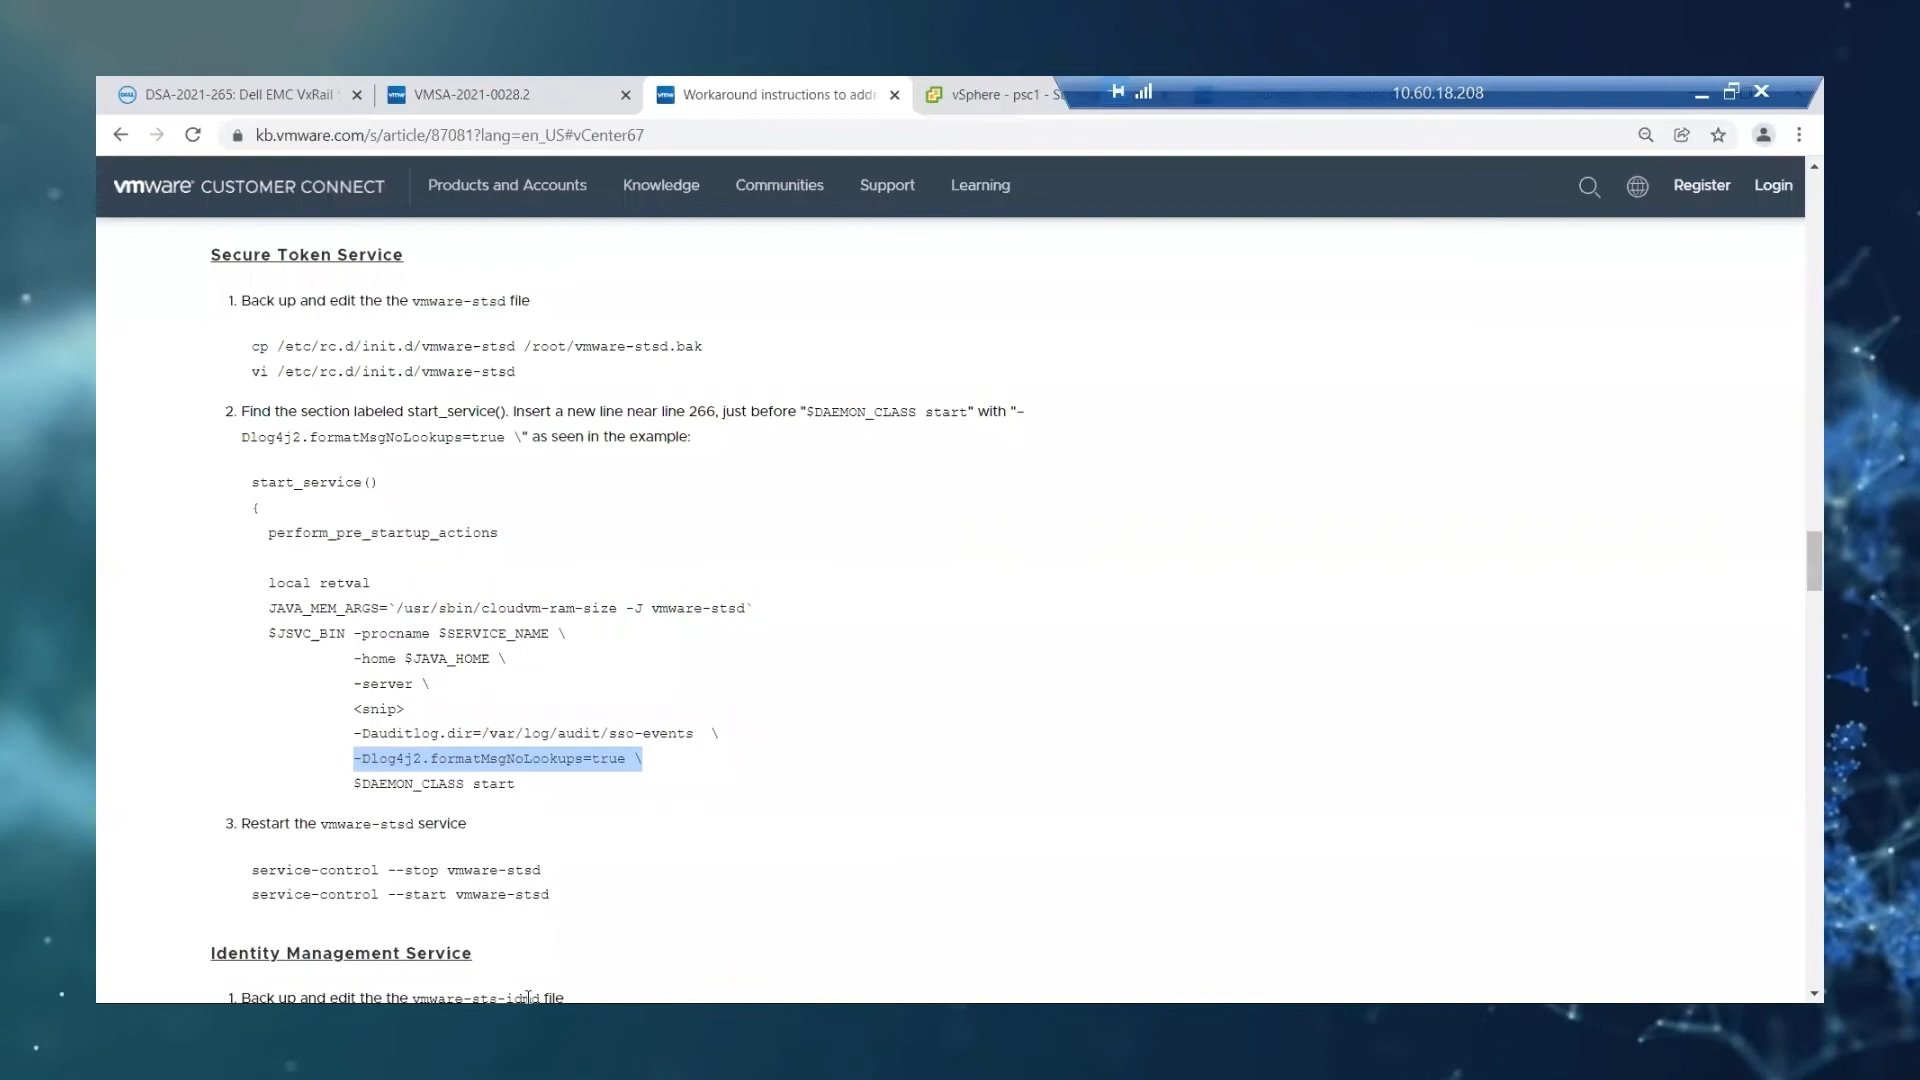 DSA-2021-265: Dell EMC VxRail
VMSA-2021-0028.2
Workaround instructions to addr
vSphere - psc1 - S
10.60.18.208
kb.vmware.com/s/article/87081?lang=en_US#vCenter67
vmware® CUSTOMER CONNECT
Products and Accounts
Knowledge
Communities
Support
Learning
Register
Login
Secure Token Service
1. Back up and edit the the vmware-stsd file
cp /etc/rc.d/init.d/vmware-stsd /root/vmware-stsd.bak
vi /etc/rc.d/init.d/vmware-stsd
2. Find the section labeled start_service(). Insert a new line near line 266, just before "$DAEMON_CLASS start" with "-
Dlog4j2.formatMsgNoLookups=true \" as seen in the example:
start_service()
{
perform_pre_startup_actions
local retval
JAVA_MEM_ARGS=`/usr/sbin/cloudvm-ram-size -J vmware-stsd`
$JSVC_BIN -procname $SERVICE_NAME \
-home $JAVA_HOME \
-server \
<snip>
-Dauditlog.dir=/var/log/audit/sso-events \
-Dlog4j2.formatMsgNoLookups=true \
$DAEMON_CLASS start
3. Restart the vmware-stsd service
service-control --stop vmware-stsd
service-control --start vmware-stsd
Identity Management Service
1. Back up and edit the the vmware-sts-idmd file